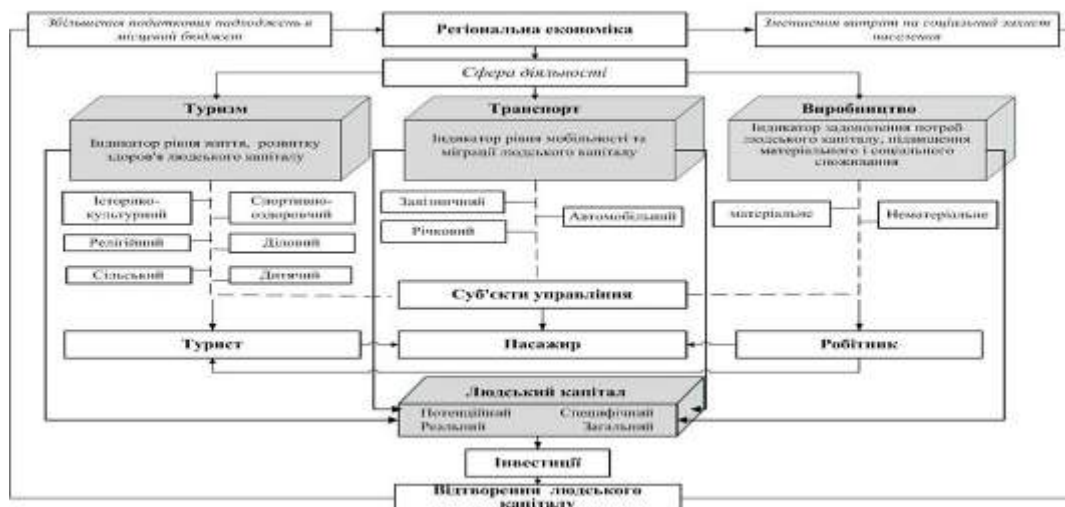 Збільшення податкових надходжень в
місцевий бюджет
Регіональна економіка
Зменшення витрат на соціальний захист
населення
Сфера діяльності
Туризм
Індикатор рівня життя, розвитку
здоров'я людського капіталу
Транспорт
Індикатор рівня мобільності та
міграції людського капіталу
Виробництво
Індикатор задоволення потреб
людського капіталу, підвищення
матеріального і соціального
споживання
Історико-
культурний
Спортивно-
оздоровчий
Релігійний
Діловий
Сільський
Дитячий
Залізничний
Автомобільний
Річковий
матеріальне
Нематеріальне
Суб'єкти управління
Турист
Пасажир
Робітник
Людський капітал
Потенційний Специфічний
Реальний Загальний
Інвестиції
Відтворення людського
капіталу